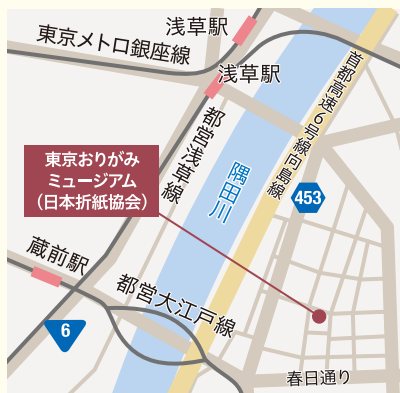 浅草駅
東京メトロ銀座線
浅草駅
首都高速6号線向島線
都営浅草線
東京おりがみ
ミュージアム
(日本折紙協会)
隅田川
453
蔵前駅
都営大江戸線
6
春日通り